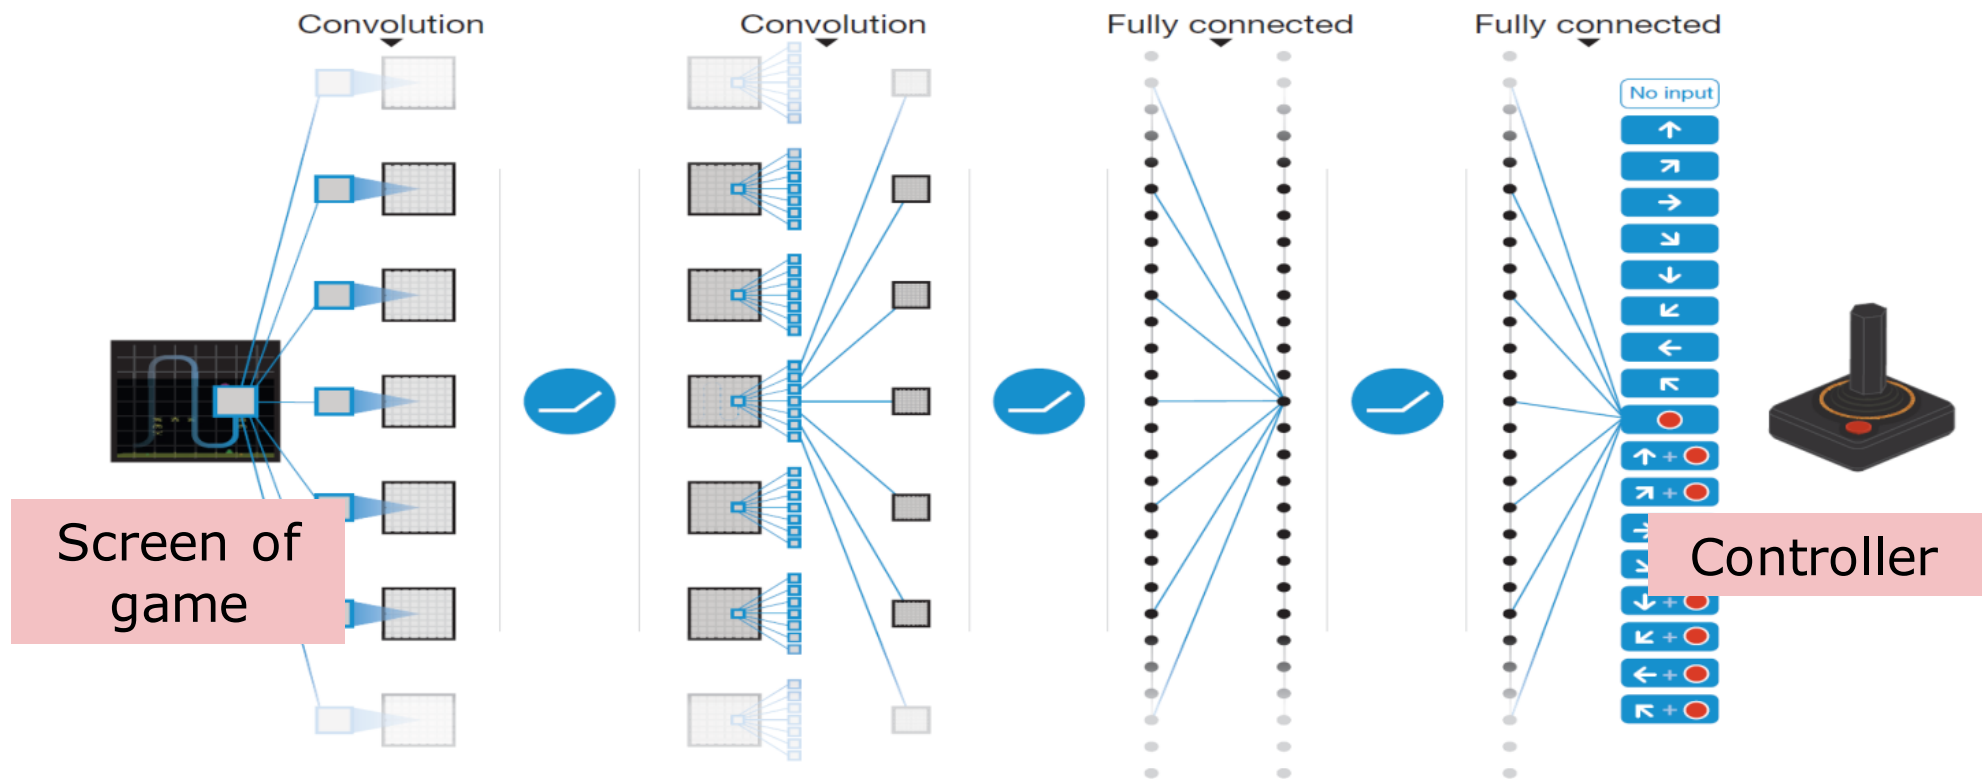 Convolution
Convolution
Fully connected
Fully connected
No input
Screen of
game
Controller